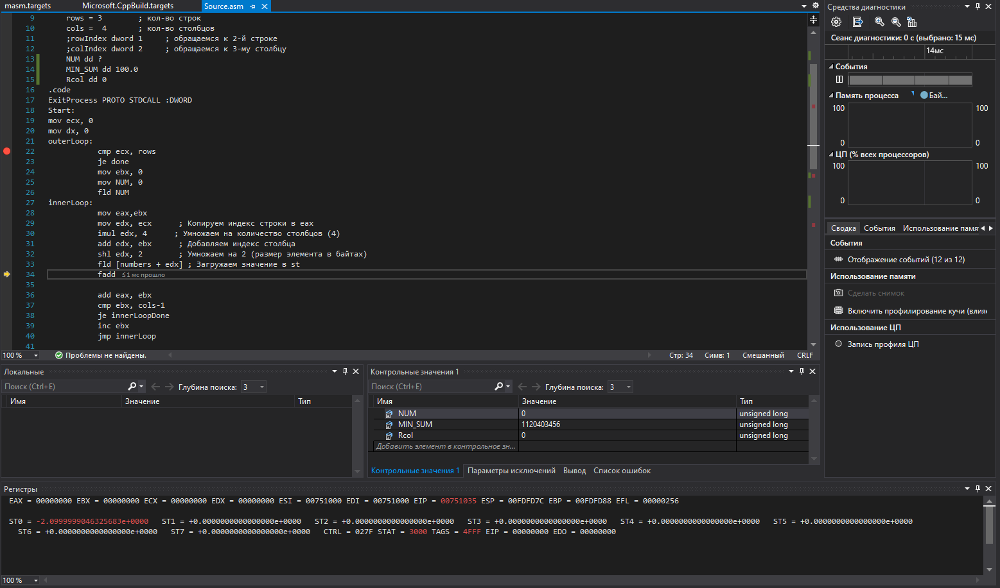 masm.targets Microsoft.CppBuild.targets Source.asm
9 rows = 3 ; кол-во строк
10 cols = 4 ; кол-во столбцов
11 ;rowIndex dword 1 ; обращаемся к 2-й строке
12 ;colIndex dword 2 ; обращаемся к 3-му столбцу
13 NUM dd ?
14 MIN_SUM dd 100.0
15 Rcol dd 0
16 .code
17 ExitProcess PROTO STDCALL :DWORD
18 Start:
19 mov ecx, 0
20 mov dx, 0
21 outerLoop:
22 cmp ecx, rows
23 je done
24 mov ebx, 0
25 mov NUM, 0
26 fld NUM
27 innerLoop:
28 mov eax,ebx
29 mov edx, ecx ; Копируем индекс строки в eax
30 imul edx, 4 ; Умножаем на количество столбцов (4)
31 add edx, ebx ; Добавляем индекс столбца
32 shl edx, 2 ; Умножаем на 2 (размер элемента в байтах)
33 fld [numbers + edx] ; Загружаем значение в st
34 fadd ≤ 1 мс прошло
35
36 add eax, ebx
37 cmp ebx, cols-1
38 je innerLoopDone
39 inc ebx
40 jmp innerLoop
41
100 % Проблемы не найдены. Стр: 34 Симв: 1 Смешанный CRLF
Средства диагностики
Сеанс диагностики: 0 с (выбрано: 15 мс)
14мс
События
Память процесса Бай...
100 100
0 0
ЦП (% всех процессоров)
100 100
0 0
Сводка События Использование памят
События
Отображение событий (12 из 12)
Использование памяти
Сделать снимок
Включить профилирование кучи (влияе
Использование ЦП
Запись профиля ЦП
Локальные
Поиск (Ctrl+E) Глубина поиска: 3
Имя Значение Тип
Контрольные значения 1
Поиск (Ctrl+E) Глубина поиска: 3
Имя Значение Тип
NUM 0 unsigned long
MIN_SUM 1120403456 unsigned long
Rcol 0 unsigned long
Добавить элемент в контрольное зн...
Контрольные значения 1 Параметры исключений Вывод Список ошибок
Регистры
EAX = 00000000 EBX = 00000000 ECX = 00000000 EDX = 00000000 ESI = 00751000 EDI = 00751000 EIP = 00751035 ESP = 00FDFD7C EBP = 00FDFD88 EFL = 00000256
ST0 = -2.0999999046325683e+0000 ST1 = +0.0000000000000000e+0000 ST2 = +0.0000000000000000e+0000 ST3 = +0.0000000000000000e+0000 ST4 = +0.0000000000000000e+0000 ST5 = +0.0000000000000000e+0000
ST6 = +0.0000000000000000e+0000 ST7 = +0.0000000000000000e+0000 CTRL = 027F STAT = 3000 TAGS = 4FFF EIP = 00000000 EDO = 00000000
100 %